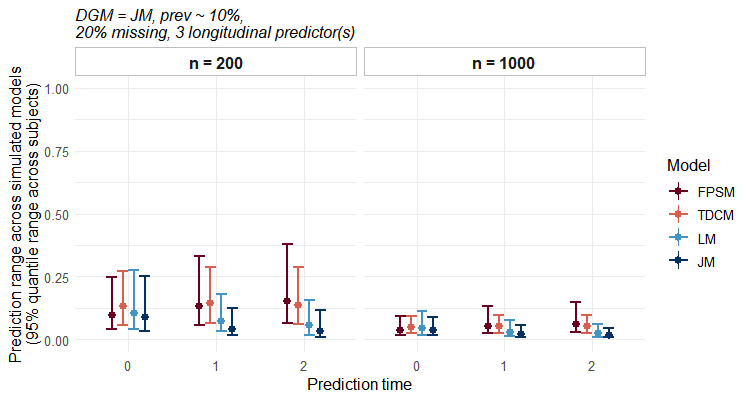 DGM = JM, prev ~ 10%,
20% missing, 3 longitudinal predictor(s)
n = 200
n = 1000
Prediction range across simulated models
(95% quantile range across subjects)
1.00
0.75
0.50
0.25
0.00
0
1
2
0
1
2
Prediction time
Model
FPSM
TDCM
LM
JM